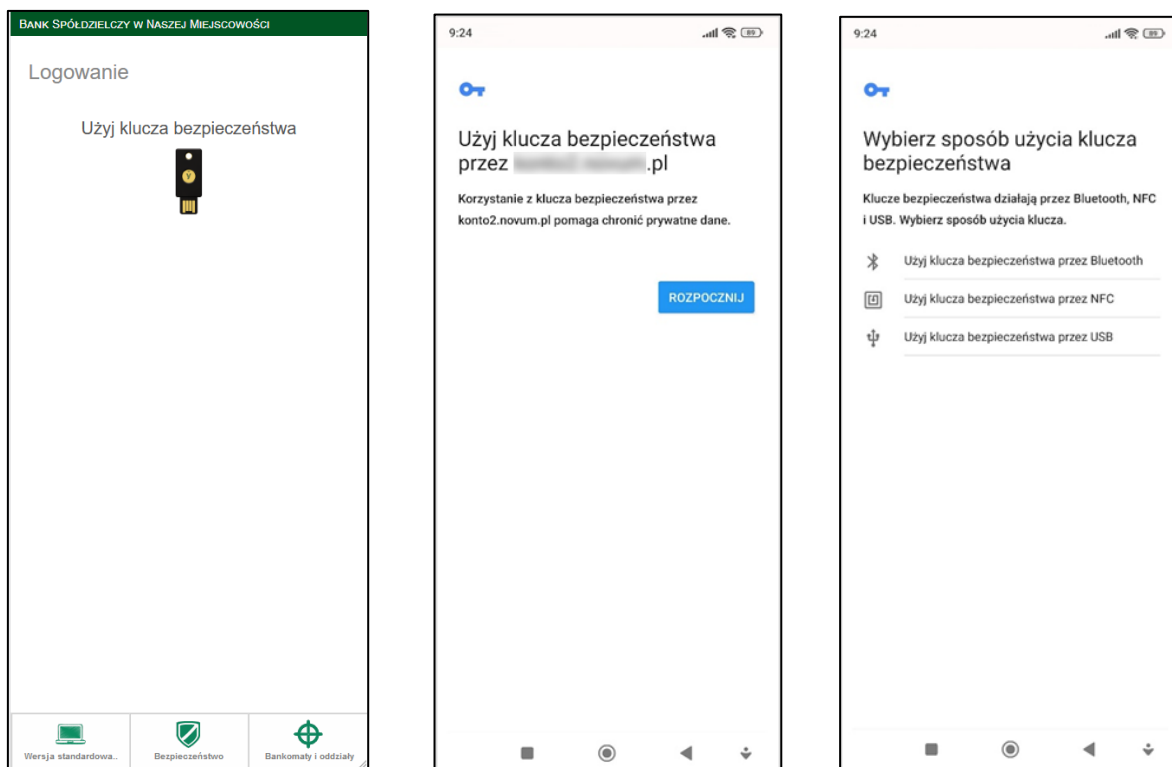 BANK SPÓŁDZIELCZY W NASZEJ MIEJSCOWOŚCI
Logowanie
Użyj klucza bezpieczeństwa
Wersja standardowa..
Bezpieczeństwo
Bankomaty i oddziały
9:24
89
Użyj klucza bezpieczeństwa
przez .pl
Korzystanie z klucza bezpieczeństwa przez
konto2.novum.pl pomaga chronić prywatne dane.
ROZPOCZNIJ
9:24
89
Wybierz sposób użycia klucza
bezpieczeństwa
Klucze bezpieczeństwa działają przez Bluetooth, NFC
i USB. Wybierz sposób użycia klucza.
Użyj klucza bezpieczeństwa przez Bluetooth
Użyj klucza bezpieczeństwa przez NFC
Użyj klucza bezpieczeństwa przez USB